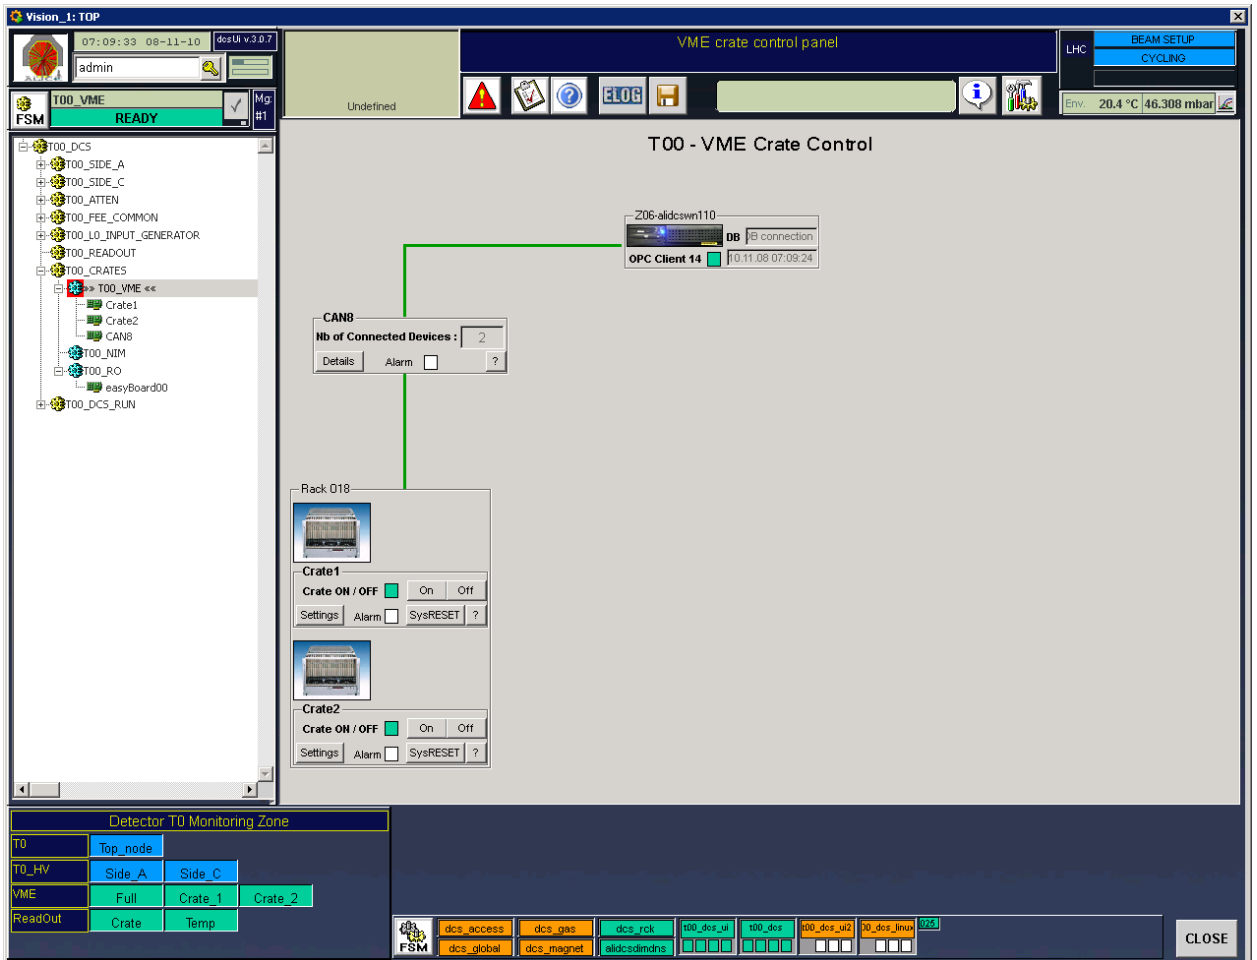 Vision_1: TOP
07:09:33 08-11-10
dcsUi v.3.0.7
admin
FSM
T00_VME
READY
Mg:
#1
Undefined
VME crate control panel
ELOG
LHC
BEAM SETUP
CYCLING
Env. 20.4 °C 46.308 mbar
T00_DCS
T00_SIDE_A
T00_SIDE_C
T00_ATTEN
T00_FEE_COMMON
T00_L0_INPUT_GENERATOR
T00_READOUT
T00_CRATES
»» T00_VME ««
Crate1
Crate2
CAN8
T00_NIM
T00_RO
easyBoard00
T00_DCS_RUN
T00 - VME Crate Control
Z06-alidcswn110
DB DB connection
OPC Client 14 10.11.08 07:09:24
CAN8
Nb of Connected Devices : 2
Details Alarm ?
Rack O18
Crate1
Crate ON / OFF On Off
Settings Alarm SysRESET ?
Crate2
Crate ON / OFF On Off
Settings Alarm SysRESET ?
Detector T0 Monitoring Zone
T0 Top_node
T0_HV Side_A Side_C
VME Full Crate_1 Crate_2
ReadOut Crate Temp
FSM
dcs_access dcs_gas dcs_rck t00_dcs_ui t00_dcs t00_dcs_ui2
dcs_global dcs_magnet alidcsdimdns
CLOSE